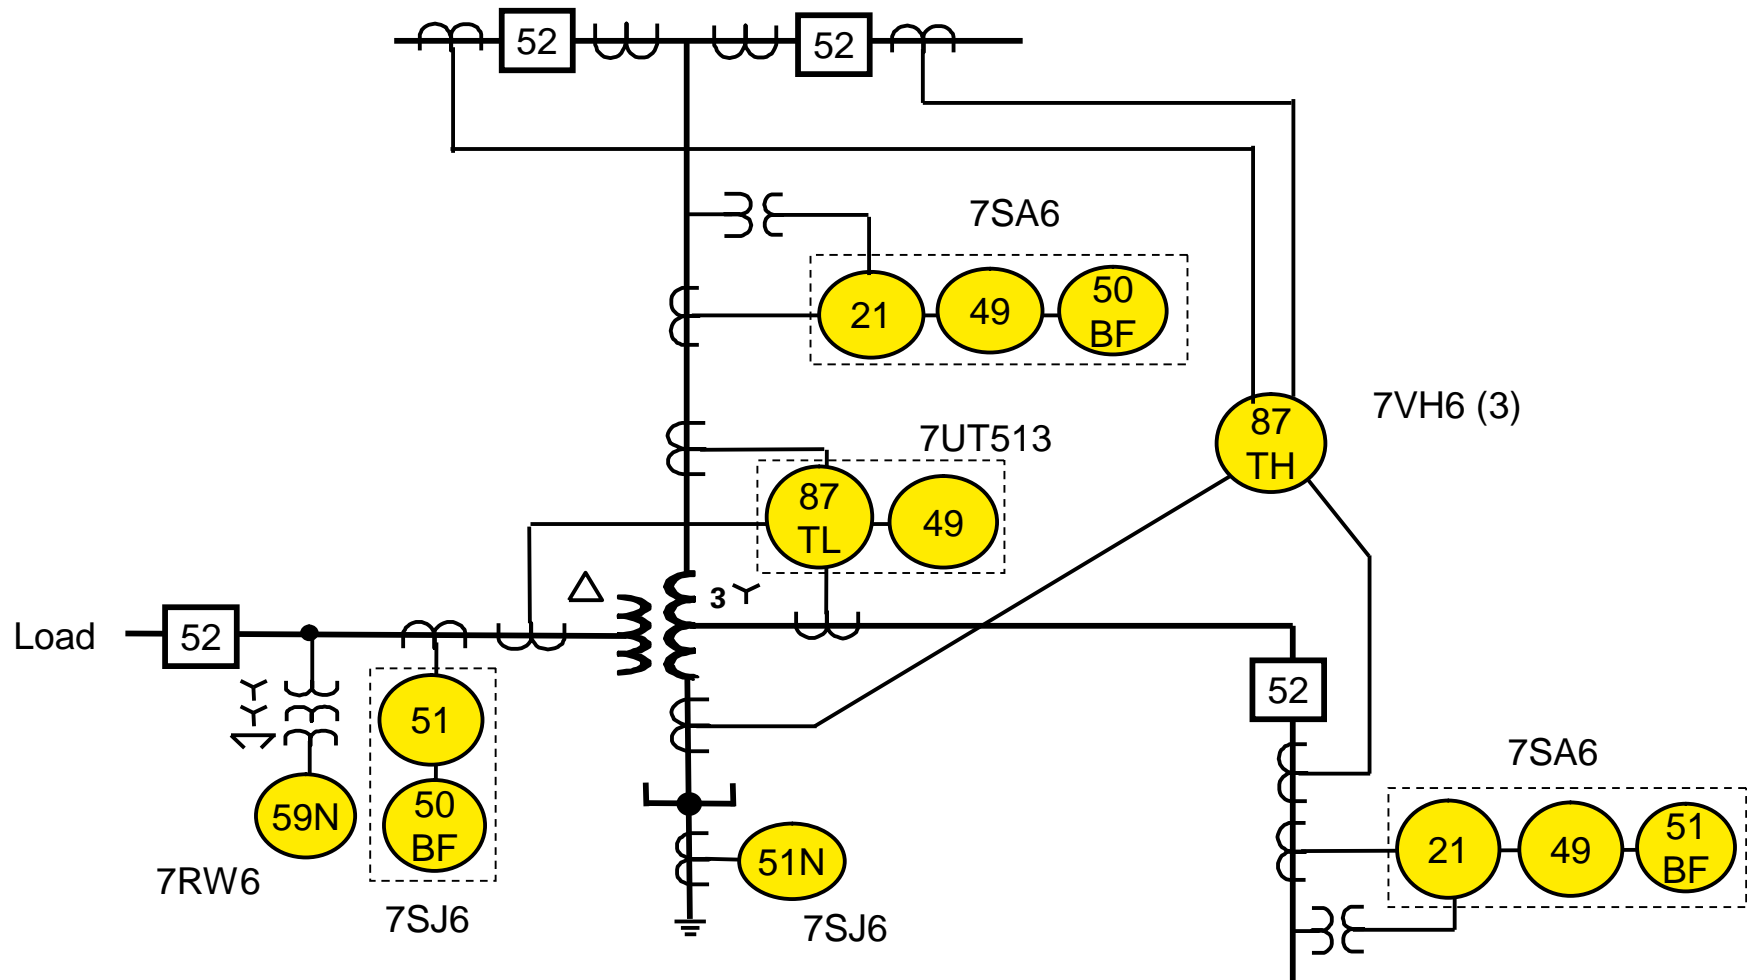 52
52
7SA6
21
49
50
BF
7VH6 (3)
87
TH
7UT513
87
TL
49
3
Load
52
52
51
50
BF
59N
7RW6
7SJ6
51N
7SJ6
7SA6
21
49
51
BF